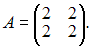 A = (2 2
2 2).